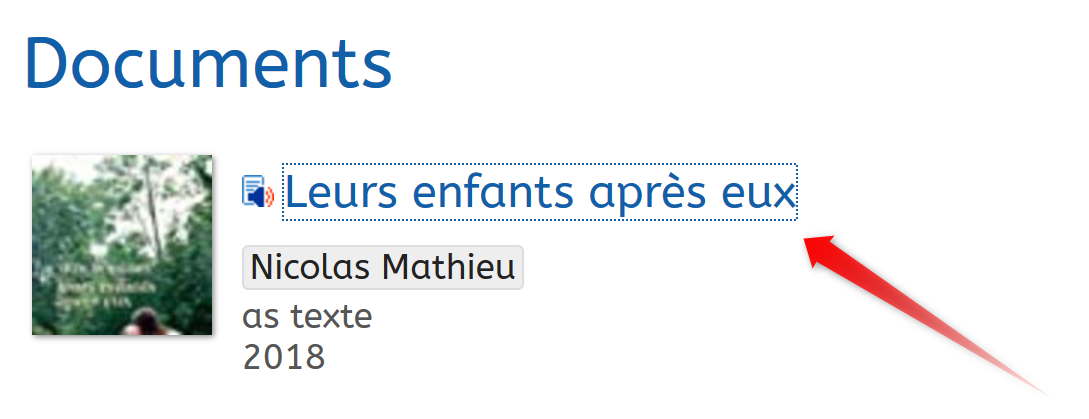 Documents
Leurs enfants après eux
Nicolas Mathieu
as texte
2018